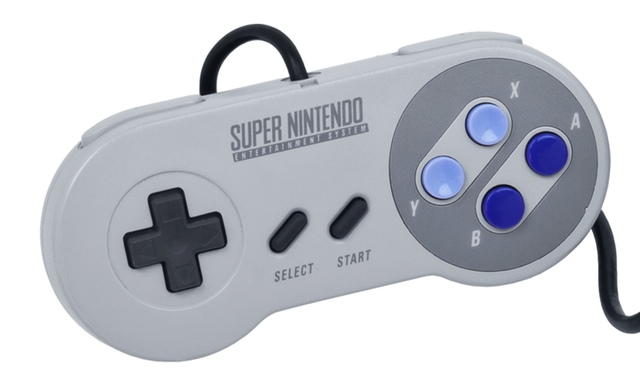 SUPER NINTENDO
ENTERTAINMENT SYSTEM
X
A
Y
B
SELECT
START